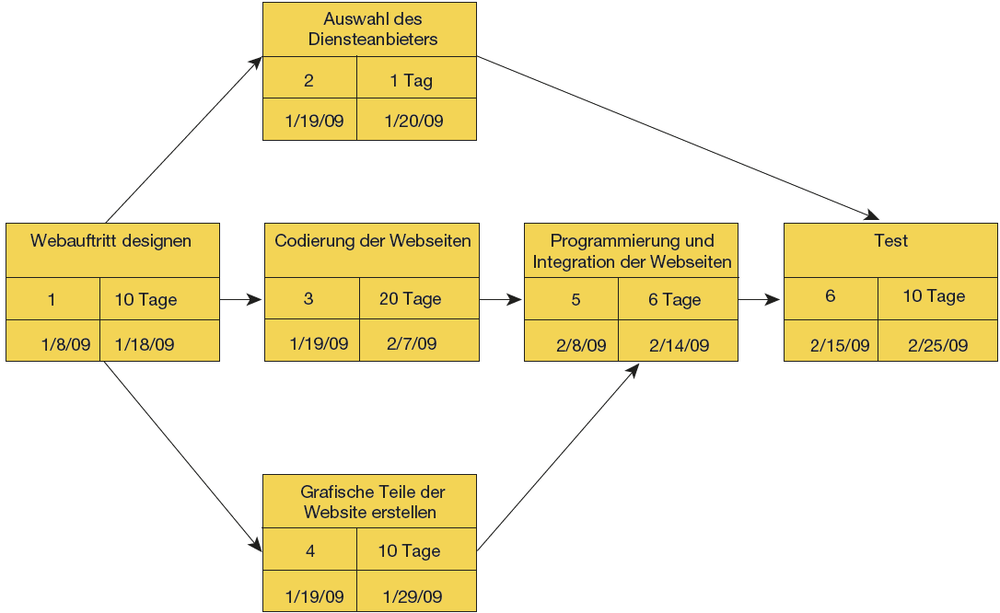 Auswahl des
Diensteanbieters
2 1 Tag
1/19/09 1/20/09
Webauftritt designen
1 10 Tage
1/8/09 1/18/09
Codierung der Webseiten
3 20 Tage
1/19/09 2/7/09
Programmierung und
Integration der Webseiten
5 6 Tage
2/8/09 2/14/09
Test
6 10 Tage
2/15/09 2/25/09
Grafische Teile der
Website erstellen
4 10 Tage
1/19/09 1/29/09